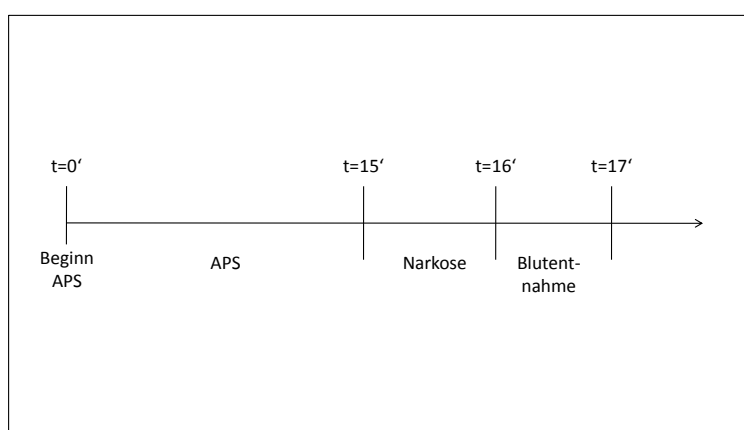 t=0‘
t=15‘
t=16‘
t=17‘
Beginn
APS
APS
Narkose
Blutent-
nahme